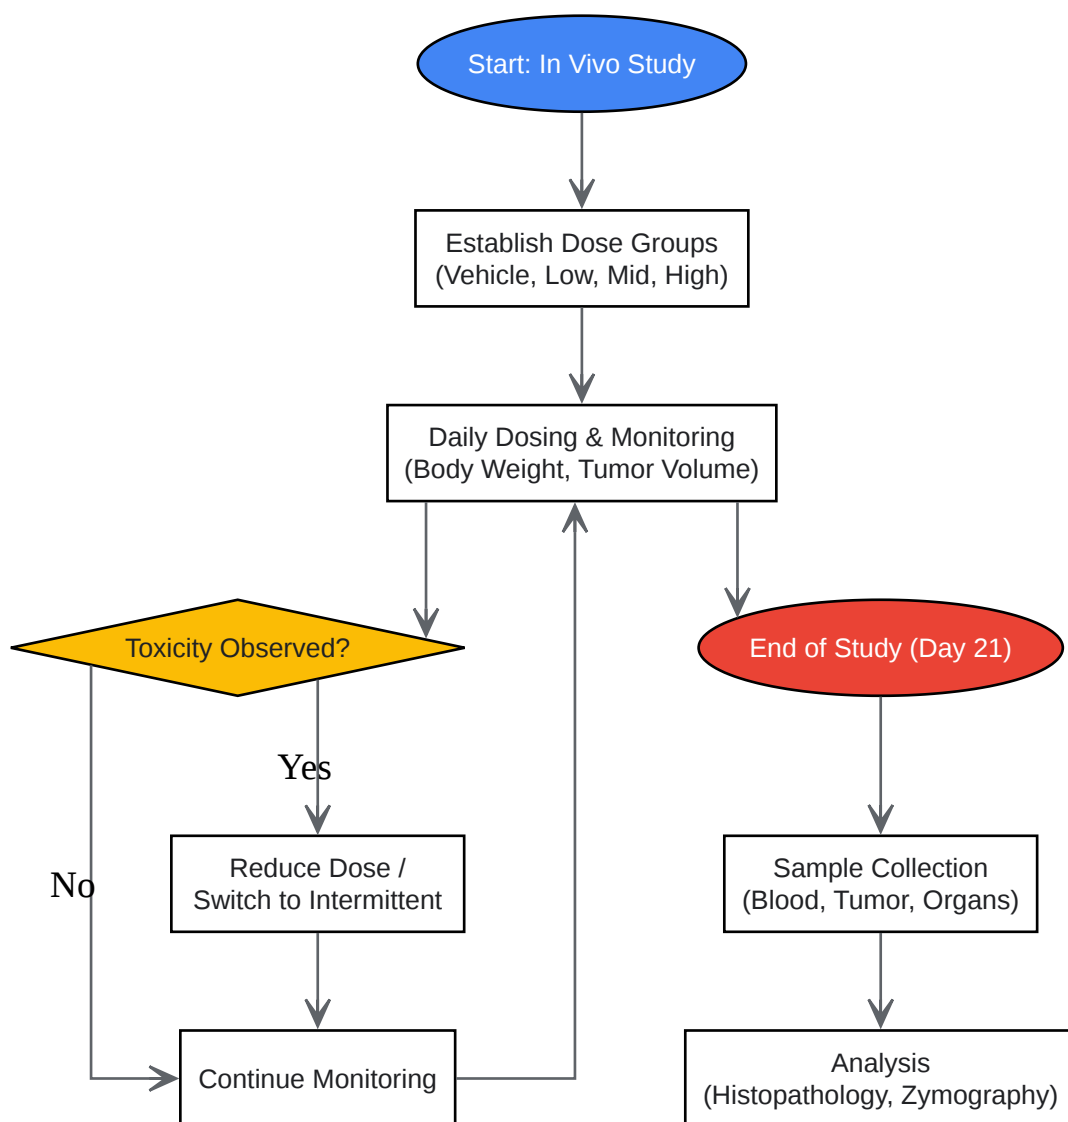 Start: In Vivo Study
Establish Dose Groups
(Vehicle, Low, Mid, High)
Daily Dosing & Monitoring
(Body Weight, Tumor Volume)
Toxicity Observed?
End of Study (Day 21)
Yes
No
Reduce Dose /
Switch to Intermittent
Sample Collection
(Blood, Tumor, Organs)
Continue Monitoring
Analysis
(Histopathology, Zymography)